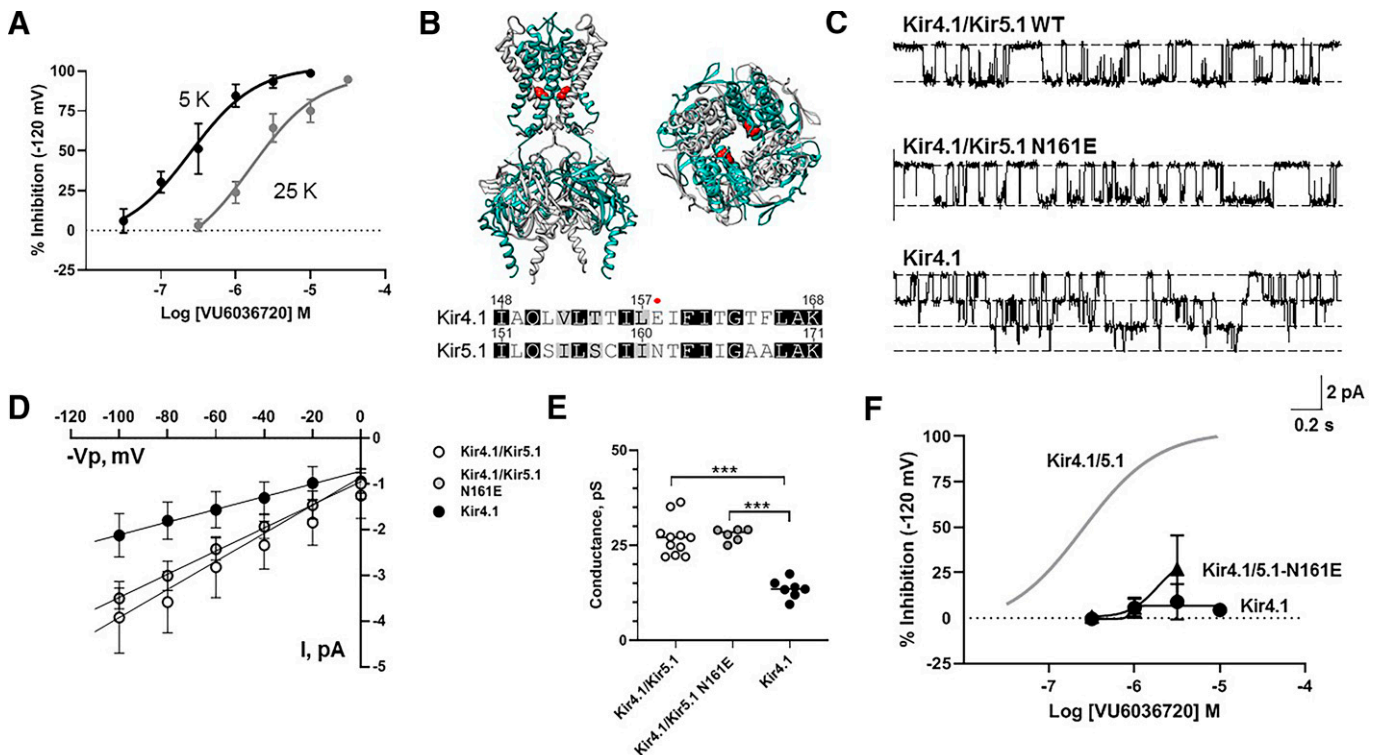 A
% Inhibition (-120 mV)
100
75
50
25
0
-25
5 K
25 K
-7
-6
-5
-4
Log [VU6036720] M
B
148
157
168
Kir4.1
IAQLVLTTILEIFITGTFLAK
151
160
171
Kir5.1
ILQSILSCIINTFIIGAALAK
C
Kir4.1/Kir5.1 WT
Kir4.1/Kir5.1 N161E
Kir4.1
2 pA
0.2 s
D
-120
-100
-80
-60
-40
-20
0
-Vp, mV
0
-1
-2
-3
-4
-5
I, pA
Kir4.1/Kir5.1
Kir4.1/Kir5.1
N161E
Kir4.1
E
Conductance, pS
50
25
0
***
***
Kir4.1/Kir5.1
Kir4.1/Kir5.1 N161E
Kir4.1
F
% Inhibition (-120 mV)
100
75
50
25
0
-25
Kir4.1/5.1
Kir4.1/5.1-N161E
Kir4.1
-7
-6
-5
-4
Log [VU6036720] M